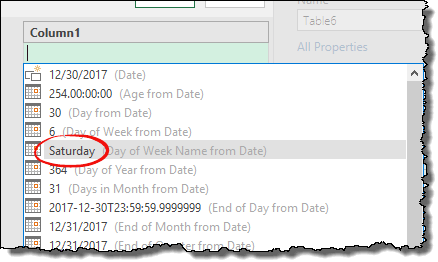 Name
Column1
Table6
All Properties
12/30/2017 (Date)
254.00:00:00 (Age from Date)
30 (Day from Date)
6 (Day of Week from Date)
Saturday (Day of Week Name from Date)
364 (Day of Year from Date)
31 (Days in Month from Date)
2017-12-30T23:59:59.9999999 (End of Day from Date)
12/31/2017 (End of Month from Date)
12/31/2017 (End of Quarter from Date)